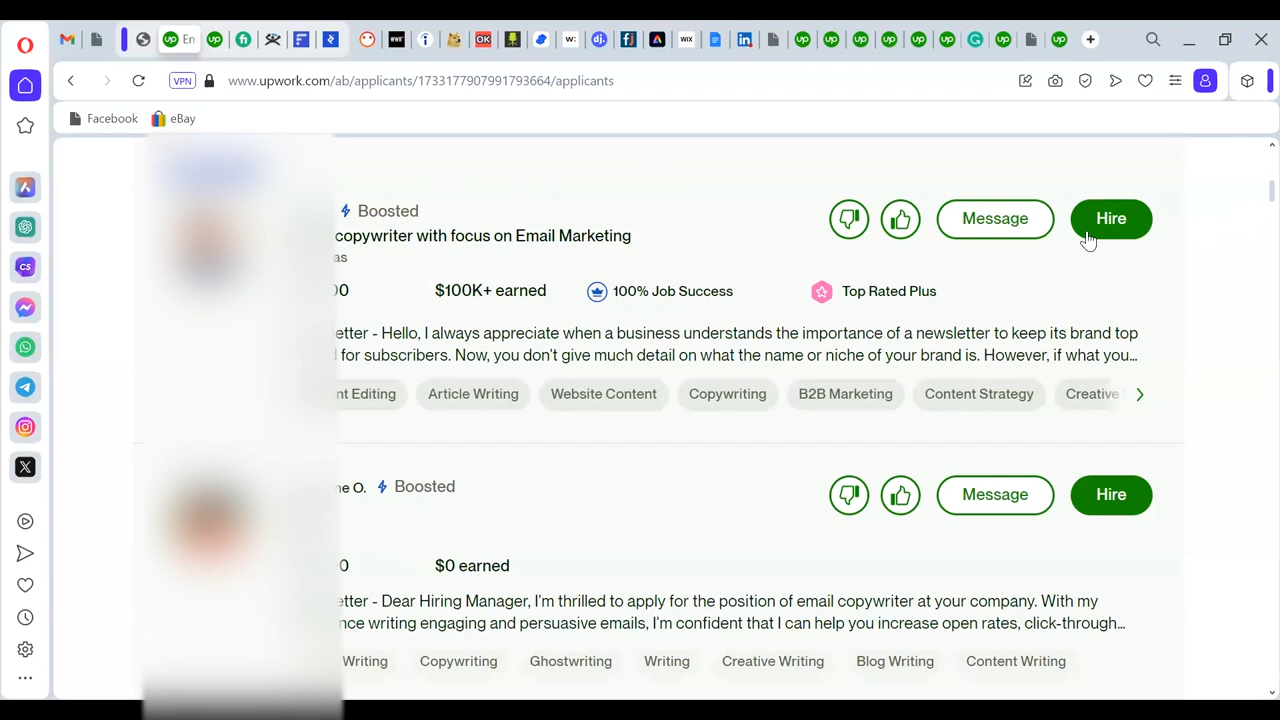 En
OK
W:
dj.
WIX
VPN
www.upwork.com/ab/applicants/1733177907991793664/applicants
Facebook
eBay
Boosted
copywriter with focus on Email Marketing
as
Message
Hire
00
$100K+ earned
100% Job Success
Top Rated Plus
etter - Hello, I always appreciate when a business understands the importance of a newsletter to keep its brand top
for subscribers. Now, you don't give much detail on what the name or niche of your brand is. However, if what you...
nt Editing
Article Writing
Website Content
Copywriting
B2B Marketing
Content Strategy
Creative
ne O.
Boosted
Message
Hire
0
$0 earned
etter - Dear Hiring Manager, I'm thrilled to apply for the position of email copywriter at your company. With my
nce writing engaging and persuasive emails, I'm confident that I can help you increase open rates, click-through...
Writing
Copywriting
Ghostwriting
Writing
Creative Writing
Blog Writing
Content Writing